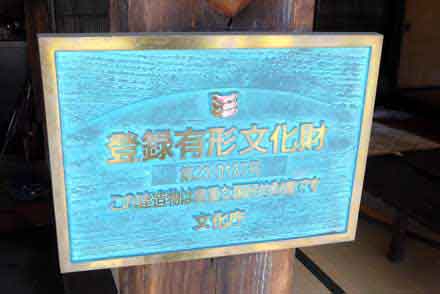 登録有形文化財
この建造物は貴重な国民的財産です
文化庁